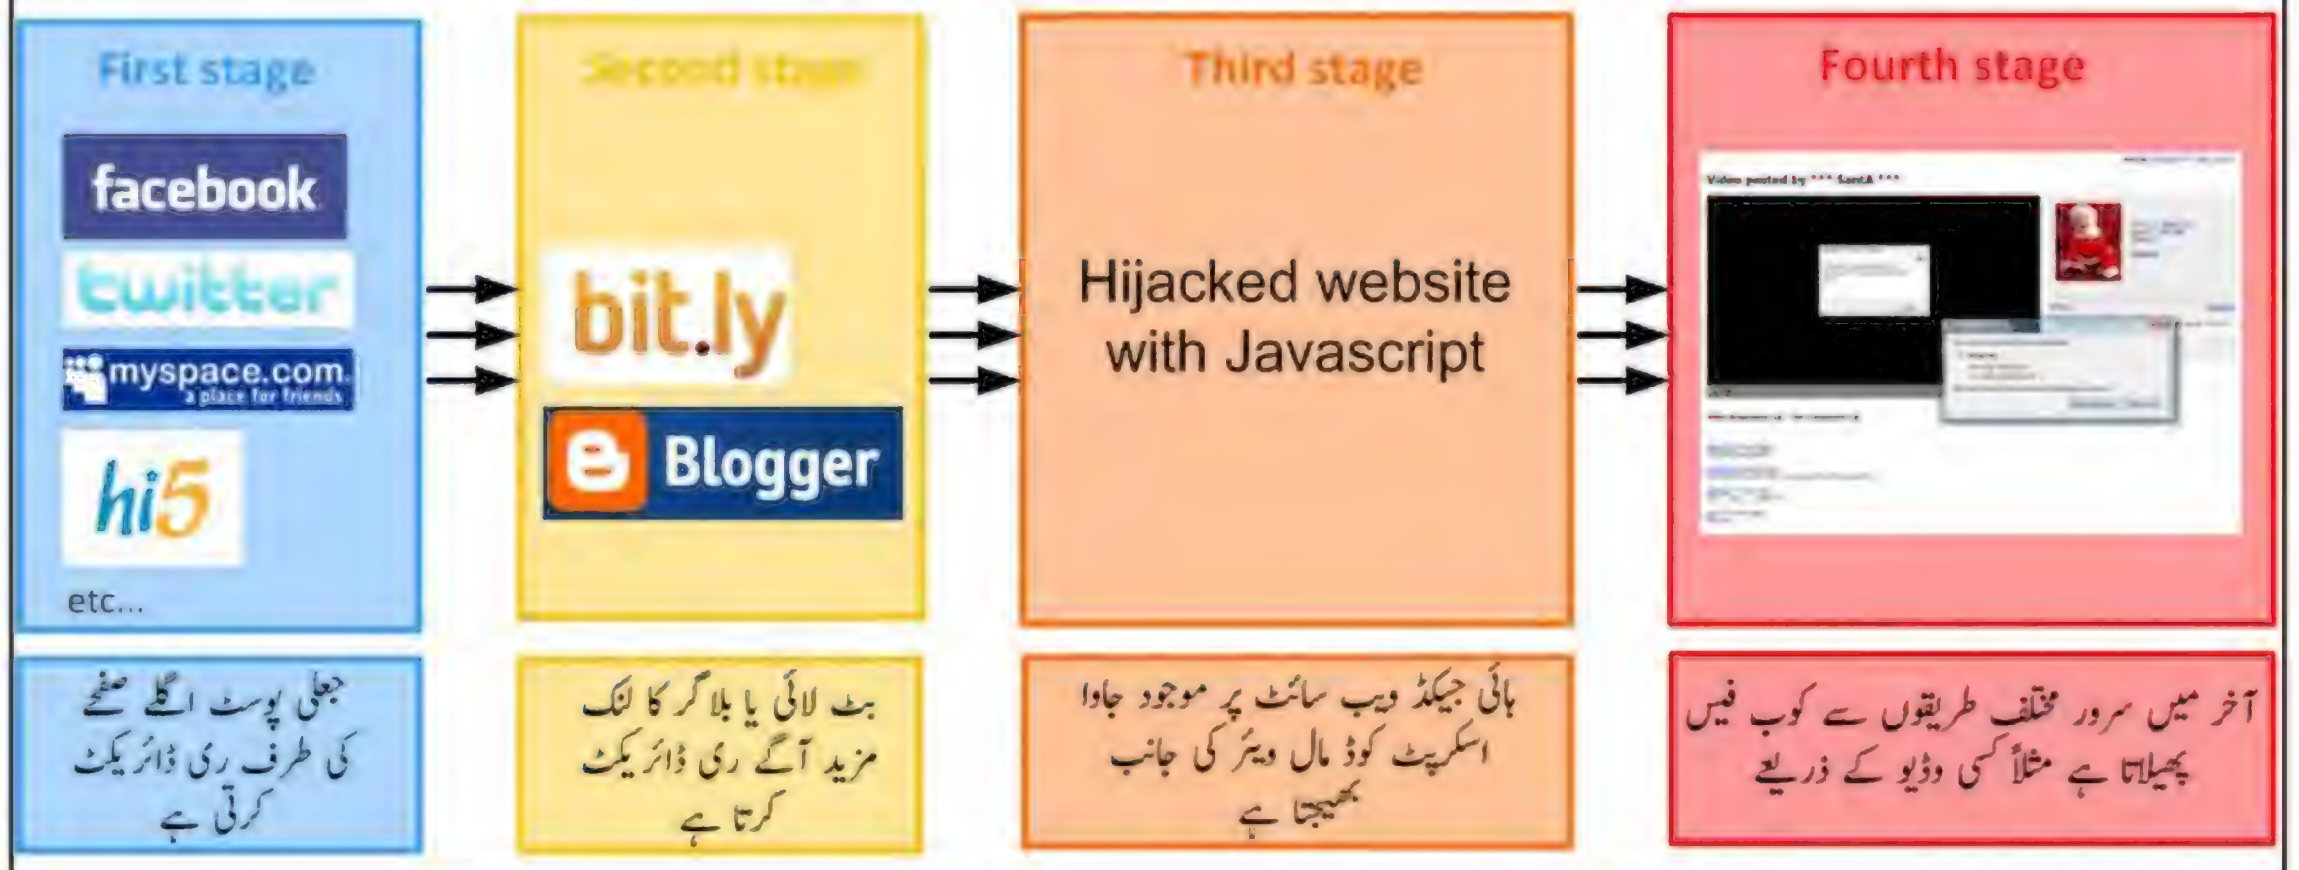 First stage
facebook
twitter
myspace.com
a place for friends
hi5
etc...
جعلی پوسٹ اگلے صفحے
کی طرف ری ڈائریکٹ
کرتی ہے
Second stage
bit.ly
Blogger
بٹ لائی یا بلاگر کا لنک
مزید آگے ری ڈائریکٹ
کرتا ہے
Third stage
Hijacked website
with Javascript
ہائی جیکڈ ویب سائٹ پر موجود جاوا
اسکرپٹ کوڈ مال ویئر کی جانب
بھیجتا ہے
Fourth stage
Video posted by *** SantA ***
آخر میں سرور مختلف طریقوں سے کوب فیس
پھیلاتا ہے مثلاً کسی وڈیو کے ذریعے